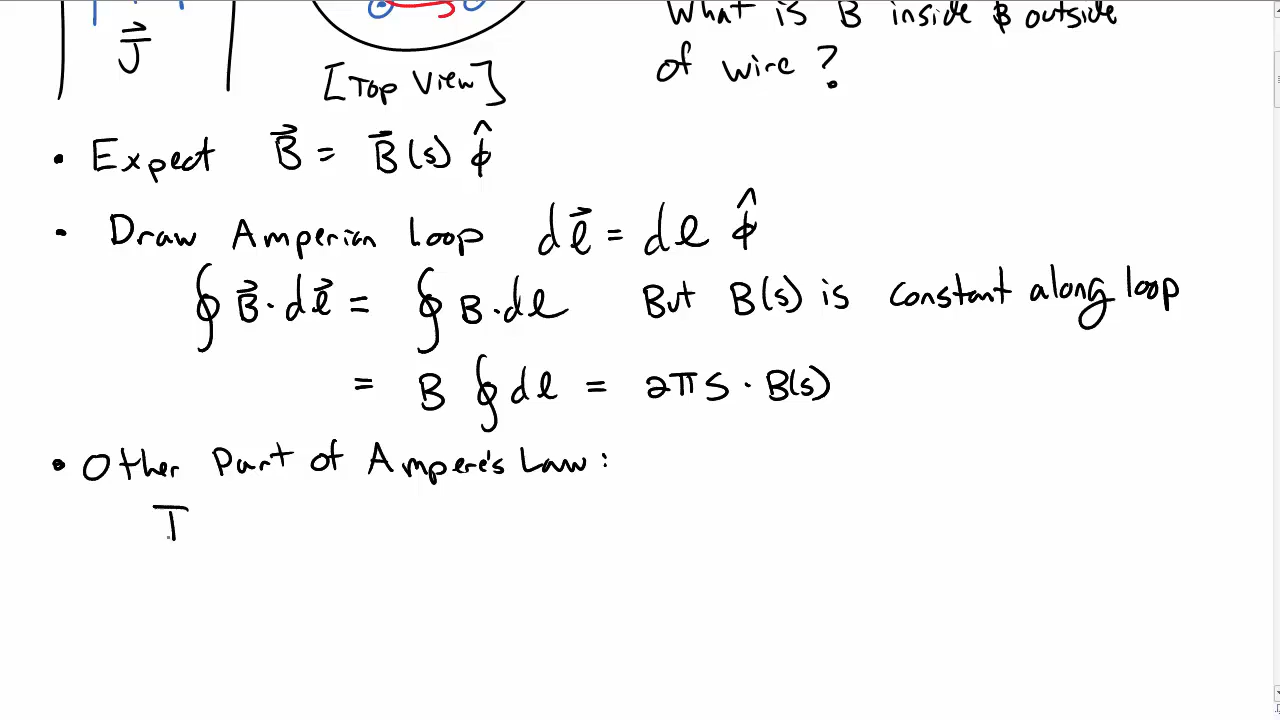 What is B inside & outside
J⃗
[Top View]
of wire?
• Expect B⃗ = B⃗(s) φ̂
• Draw Amperian loop dℓ⃗ = dℓ φ̂
∮ B⃗ · dℓ⃗ = ∮ B · dℓ But B(s) is constant along loop
= B ∮ dℓ = 2πs · B(s)
• Other Part of Ampere's Law:
I